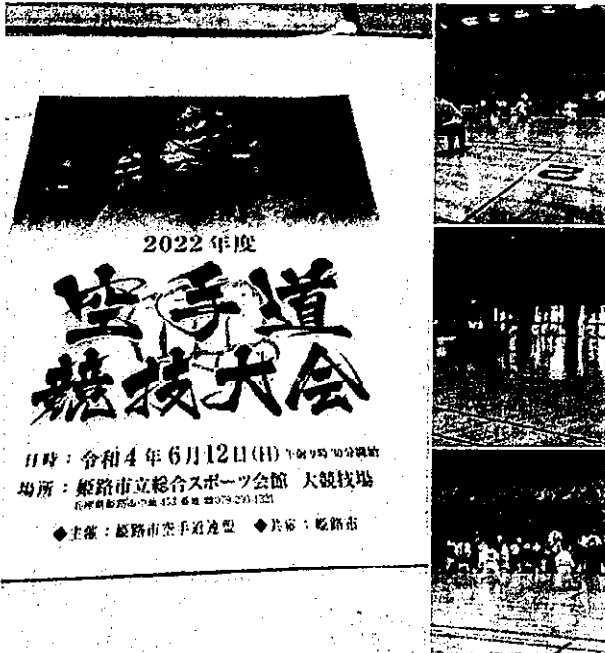 2022年度
空手道
競技大会
日時：令和4年6月12日(日)
場所：姫路市立総合スポーツ会館 大競技場
◆主催：姫路市空手道連盟 ◆共催：姫路市